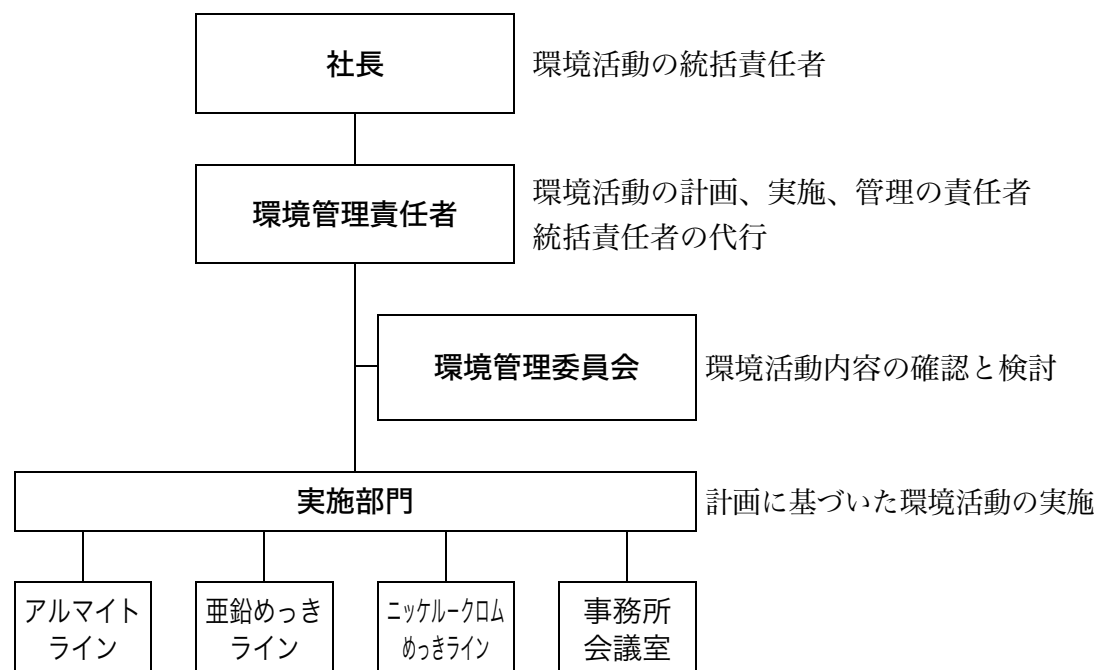 社長
環境活動の統括責任者
環境管理責任者
環境活動の計画、実施、管理の責任者
統括責任者の代行
環境管理委員会
環境活動内容の確認と検討
実施部門
計画に基づいた環境活動の実施
アルマイト
ライン
亜鉛めっき
ライン
ニッケルークロム
めっきライン
事務所
会議室